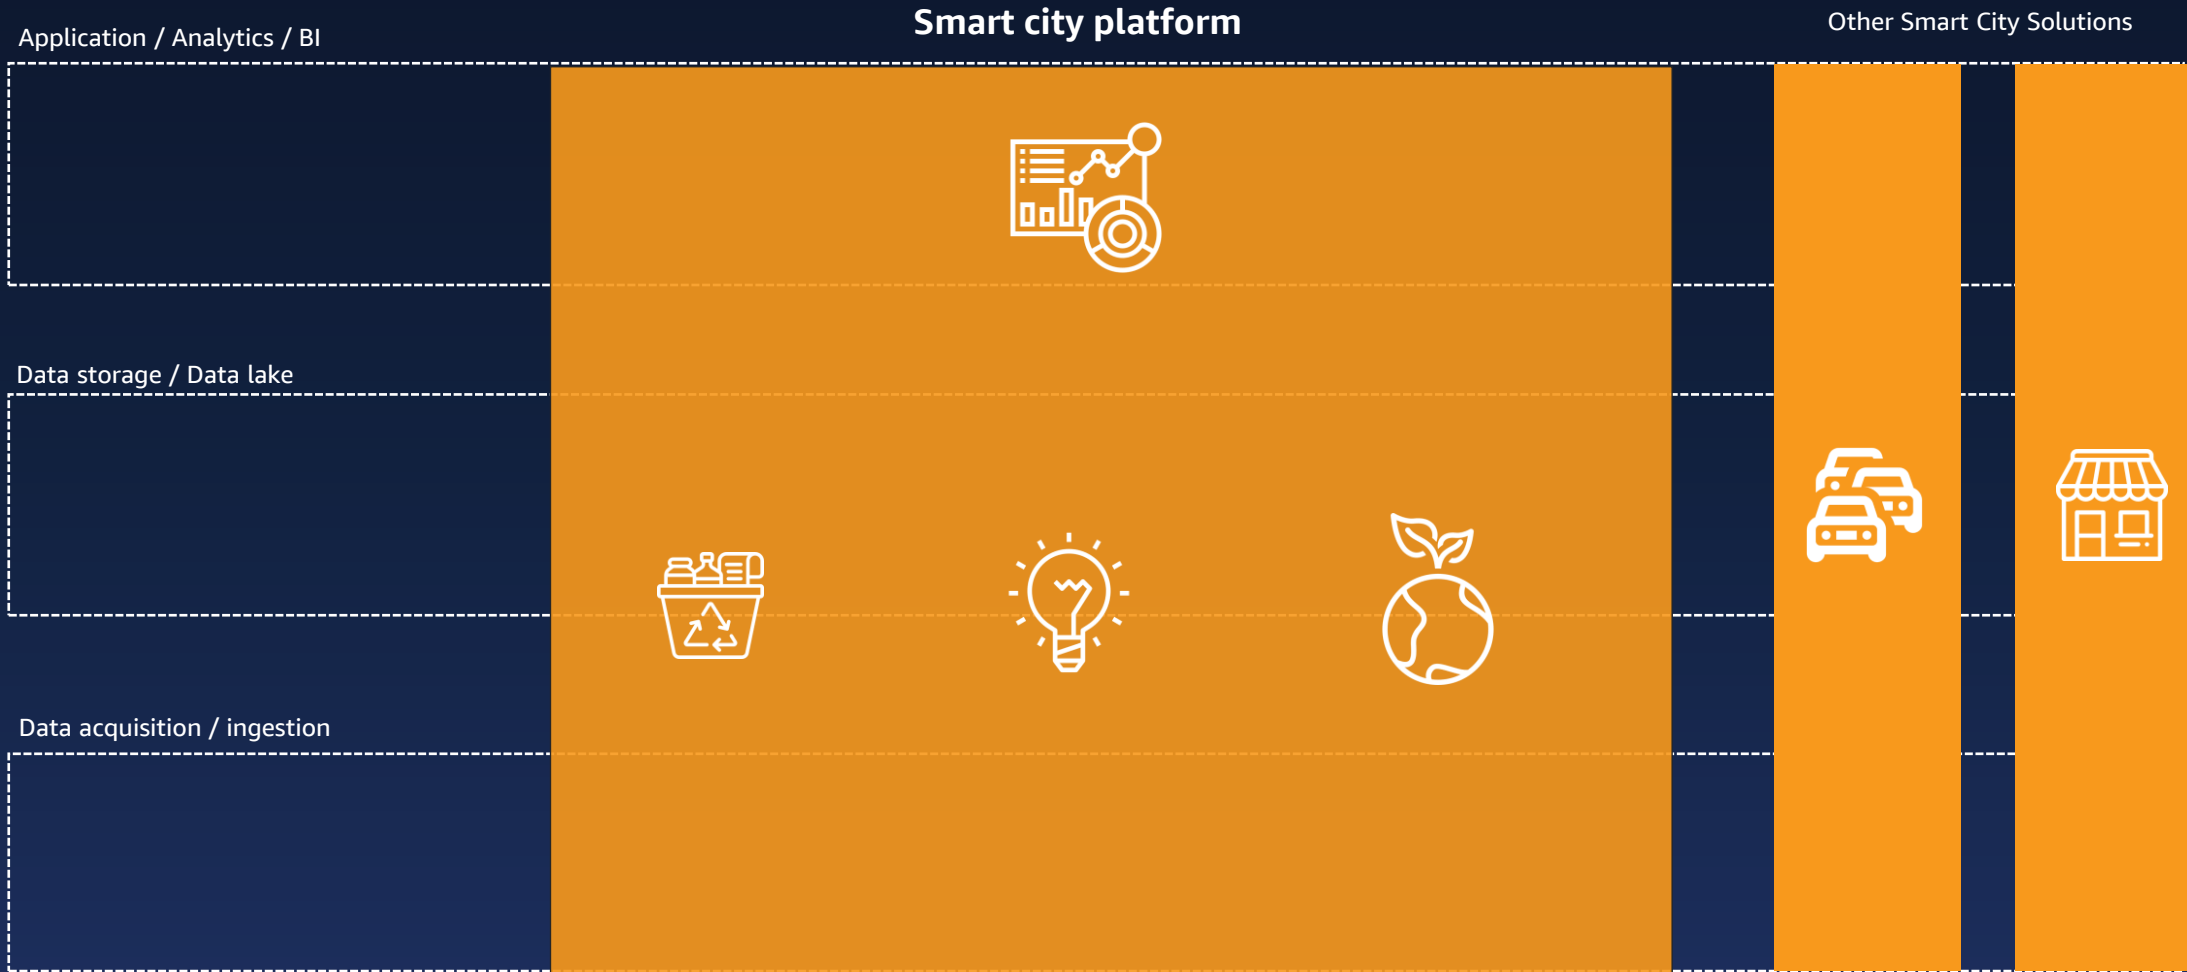 Smart city platform
Other Smart City Solutions
Application / Analytics / BI
Data storage / Data lake
Data acquisition / ingestion